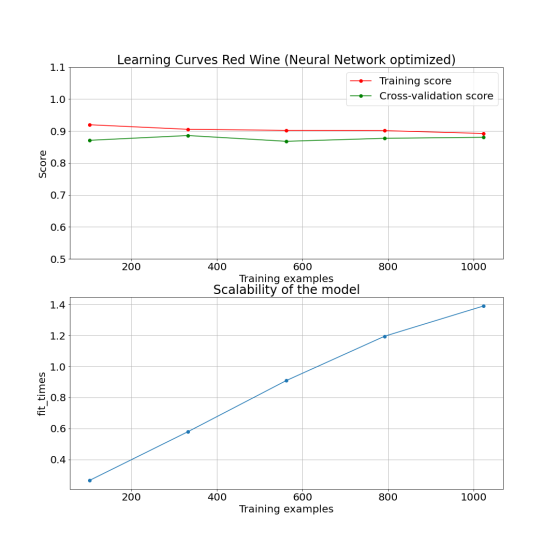 Learning Curves Red Wine (Neural Network optimized)
1.1
1.0
0.9
0.8
0.7
0.6
0.5
Score
Training score
Cross-validation score
200 400 600 800 1000
Training examples
Scalability of the model
1.4
1.2
1.0
0.8
0.6
0.4
fit_times
200 400 600 800 1000
Training examples